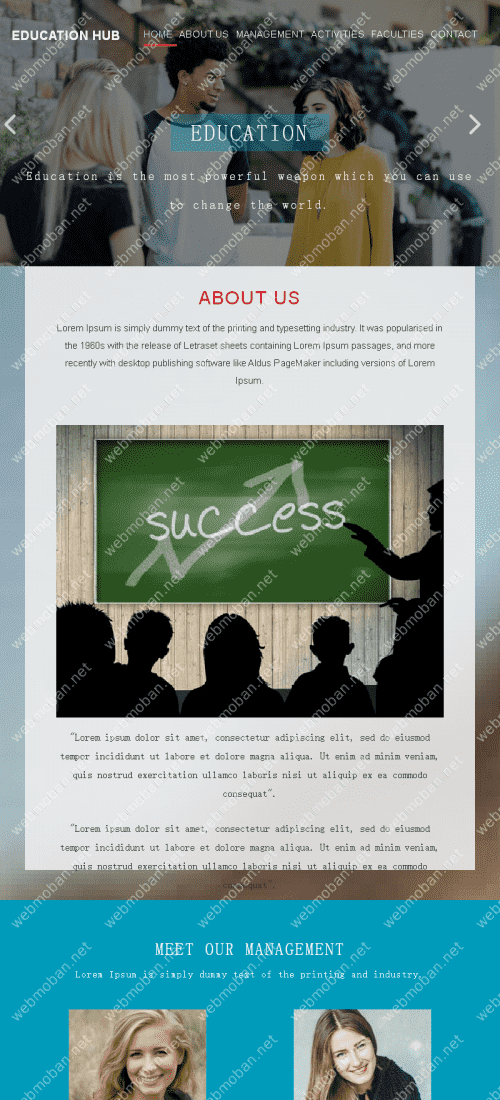 EDUCATION HUB
HOME ABOUT US MANAGEMENT ACTIVITIES FACULTIES CONTACT
EDUCATION
Education is the most powerful weapon which you can use
to change the world.
ABOUT US
Lorem Ipsum is simply dummy text of the printing and typesetting industry. It was popularised in
the 1960s with the release of Letraset sheets containing Lorem Ipsum passages, and more
recently with desktop publishing software like Aldus PageMaker including versions of Lorem
Ipsum.
success
"Lorem ipsum dolor sit amet, consectetur adipiscing elit, sed do eiusmod
tempor incididunt ut labore et dolore magna aliqua. Ut enim ad minim veniam,
quis nostrud exercitation ullamco laboris nisi ut aliquip ex ea commodo
consequat".
"Lorem ipsum dolor sit amet, consectetur adipiscing elit, sed do eiusmod
tempor incididunt ut labore et dolore magna aliqua. Ut enim ad minim veniam,
quis nostrud exercitation ullamco laboris nisi ut aliquip ex ea commodo
consequat".
MEET OUR MANAGEMENT
Lorem Ipsum is simply dummy text of the printing and industry.
webmoban.net